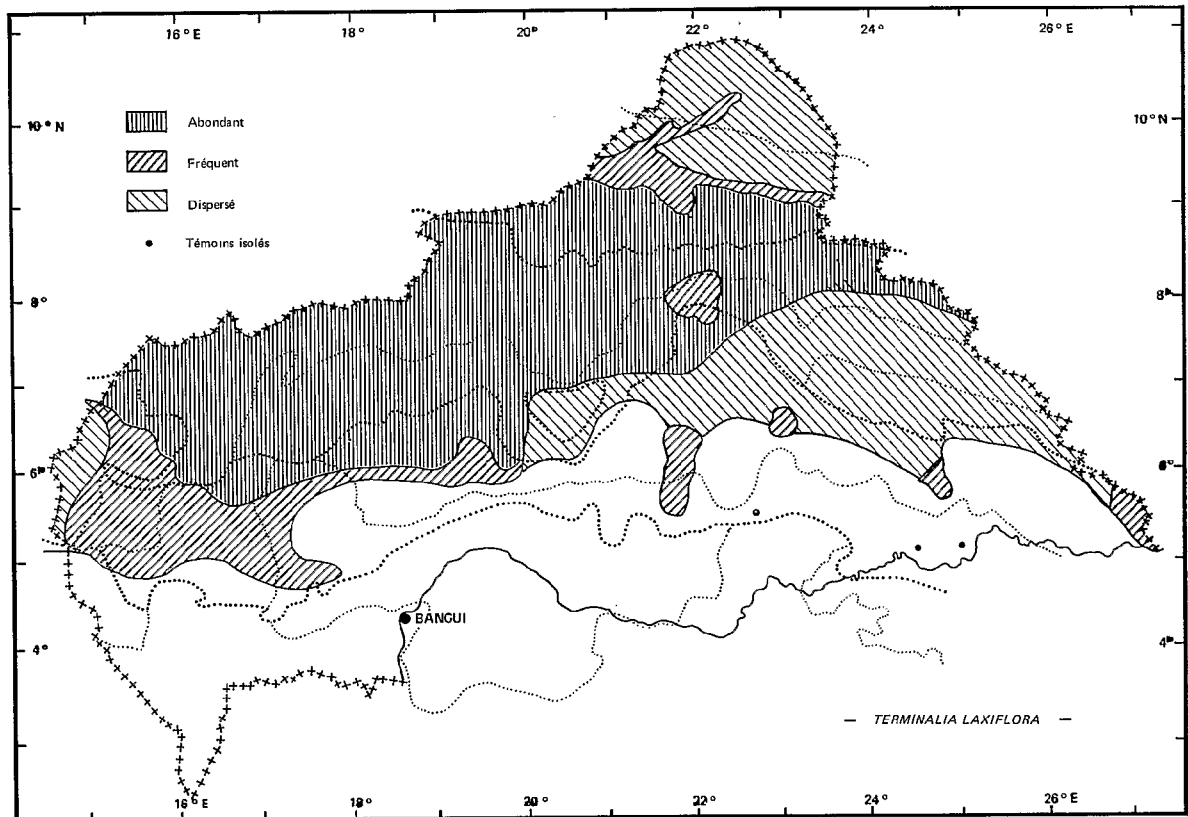 16° E 18° 20° 22° 24° 26° E
10° N 10° N
Abondant
Fréquent
Dispersé
Témoins isolés
8° 8°
6° 6°
BANGUI
4° 4°
— TERMINALIA LAXIFLORA —
16° E 18° 20° 22° 24° 26° E